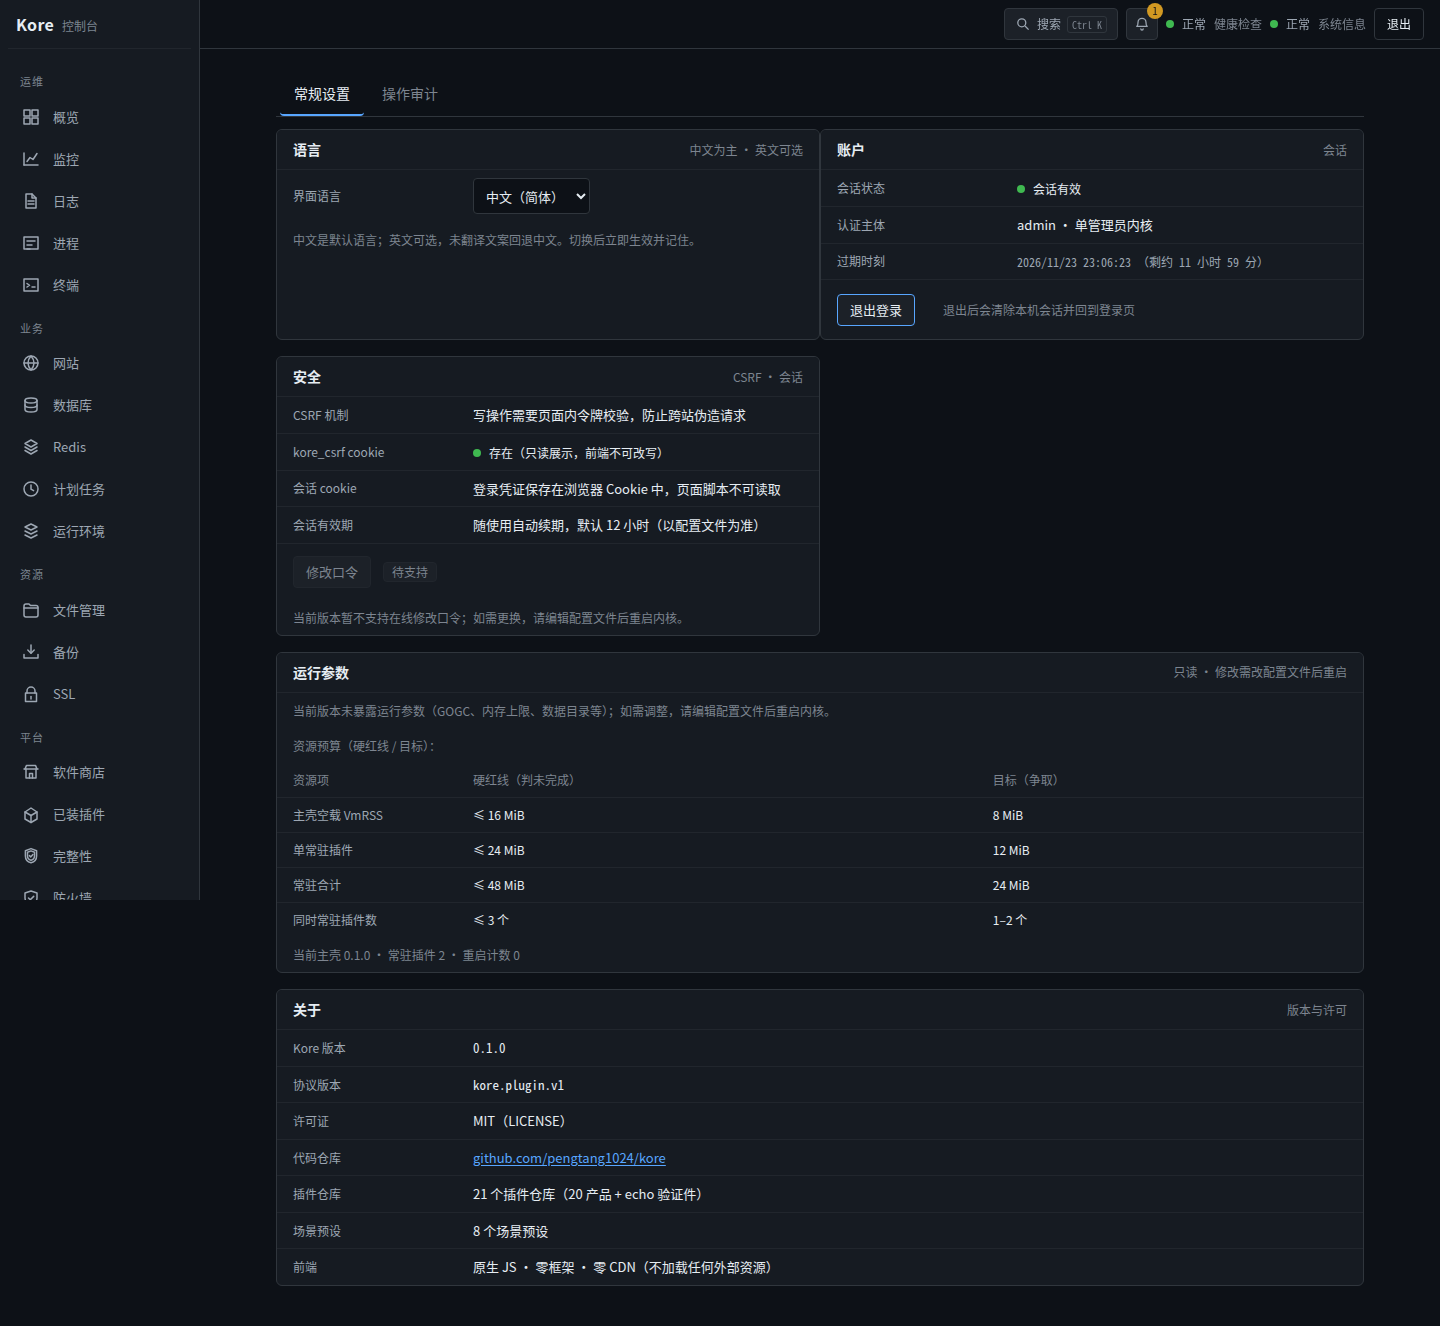 Kore 控制台
搜索 Ctrl K
1
正常 健康检查
正常 系统信息
退出
运维
概览
监控
日志
进程
终端
业务
网站
数据库
Redis
计划任务
运行环境
资源
文件管理
备份
SSL
平台
软件商店
已装插件
完整性
防火墙
常规设置 操作审计
语言 中文为主 · 英文可选
界面语言 中文（简体）
中文是默认语言；英文可选，未翻译文案回退中文。切换后立即生效并记住。
账户 会话
会话状态 会话有效
认证主体 admin · 单管理员内核
过期时刻 2026/11/23 23:06:23 （剩约 11 小时 59 分）
退出登录 退出后会清除本机会话并回到登录页
安全 CSRF · 会话
CSRF 机制 写操作需要页面内令牌校验，防止跨站伪造请求
kore_csrf cookie 存在（只读展示，前端不可改写）
会话 cookie 登录凭证保存在浏览器 Cookie 中，页面脚本不可读取
会话有效期 随使用自动续期，默认 12 小时（以配置文件为准）
修改口令 待支持
当前版本暂不支持在线修改口令；如需更换，请编辑配置文件后重启内核。
运行参数 只读 · 修改需改配置文件后重启
当前版本未暴露运行参数（GOGC、内存上限、数据目录等）；如需调整，请编辑配置文件后重启内核。
资源预算（硬红线 / 目标）：
资源项 硬红线（判未完成） 目标（争取）
主壳空载 VmRSS ≤ 16 MiB 8 MiB
单常驻插件 ≤ 24 MiB 12 MiB
常驻合计 ≤ 48 MiB 24 MiB
同时常驻插件数 ≤ 3 个 1–2 个
当前主壳 0.1.0 · 常驻插件 2 · 重启计数 0
关于 版本与许可
Kore 版本 0.1.0
协议版本 kore.plugin.v1
许可证 MIT（LICENSE）
代码仓库 github.com/pengtang1024/kore
插件仓库 21 个插件仓库（20 产品 + echo 验证件）
场景预设 8 个场景预设
前端 原生 JS · 零框架 · 零 CDN（不加载任何外部资源）